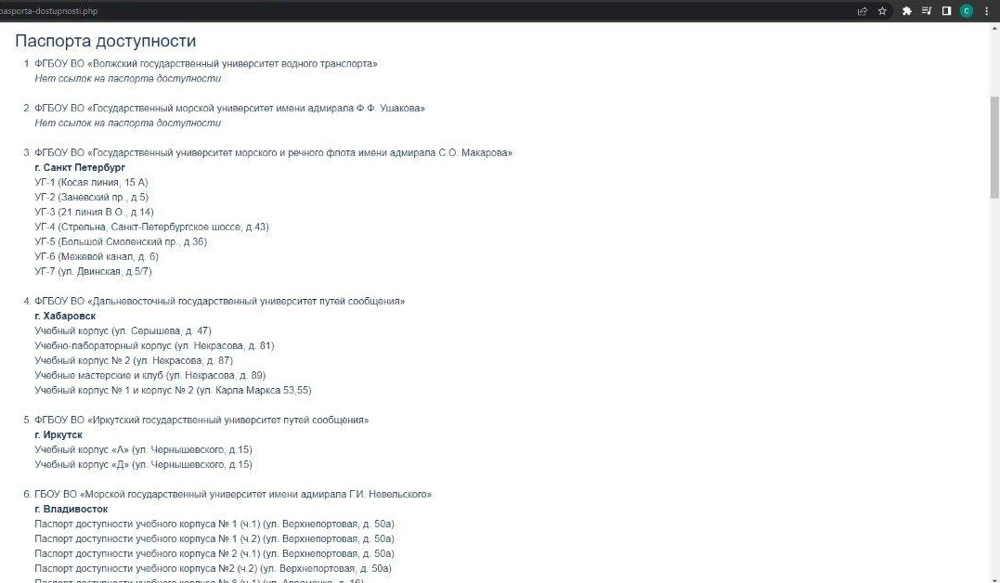 pasporta-dostupnosti.php
C
Паспорта доступности
1. ФГБОУ ВО «Волжский государственный университет водного транспорта»
Нет ссылок на паспорта доступности
2. ФГБОУ ВО «Государственный морской университет имени адмирала Ф.Ф. Ушакова»
Нет ссылок на паспорта доступности
3. ФГБОУ ВО «Государственный университет морского и речного флота имени адмирала С.О. Макарова»
г. Санкт Петербург
УГ-1 (Косая линия, 15 А)
УГ-2 (Заневский пр., д.5)
УГ-3 (21 линия В.О., д.14)
УГ-4 (Стрельна, Санкт-Петербургское шоссе, д.43)
УГ-5 (Большой Смоленский пр., д.36)
УГ-6 (Межевой канал, д. 6)
УГ-7 (ул. Двинская, д.5/7)
4. ФГБОУ ВО «Дальневосточный государственный университет путей сообщения»
г. Хабаровск
Учебный корпус (ул. Серышева, д. 47)
Учебно-лабораторный корпус (ул. Некрасова, д. 81)
Учебный корпус № 2 (ул. Некрасова, д. 87)
Учебные мастерские и клуб (ул. Некрасова, д. 89)
Учебный корпус № 1 и корпус № 2 (ул. Карла Маркса 53,55)
5. ФГБОУ ВО «Иркутский государственный университет путей сообщения»
г. Иркутск
Учебный корпус «А» (ул. Чернышевского, д.15)
Учебный корпус «Д» (ул. Чернышевского, д.15)
6. ГБОУ ВО «Морской государственный университет имени адмирала Г.И. Невельского»
г. Владивосток
Паспорт доступности учебного корпуса № 1 (ч.1) (ул. Верхнепортовая, д. 50а)
Паспорт доступности учебного корпуса № 1 (ч.2) (ул. Верхнепортовая, д. 50а)
Паспорт доступности учебного корпуса № 2 (ч.1) (ул. Верхнепортовая, д. 50а)
Паспорт доступности учебного корпуса №2 (ч.2) (ул. Верхнепортовая, д. 50а)
Паспорт доступности учебного корпуса № 8 (ч.1) (ул. д. 16)